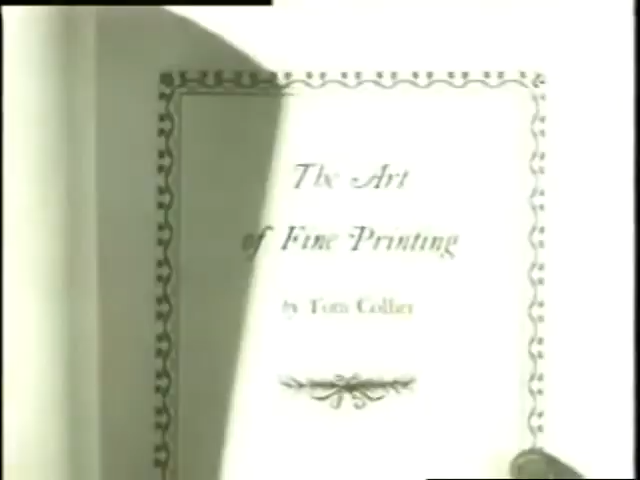 The Art
of Fine Printing
by Tom Collier